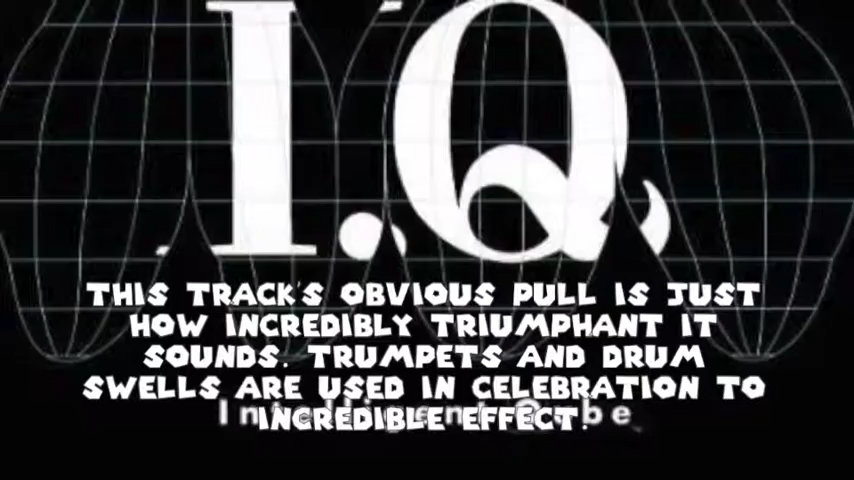 I.Q
THIS TRACK'S OBVIOUS PULL IS JUST
HOW INCREDIBLY TRIUMPHANT IT
SOUNDS. TRUMPETS AND DRUM
SWELLS ARE USED IN CELEBRATION TO
INCREDIBLE EFFECT.